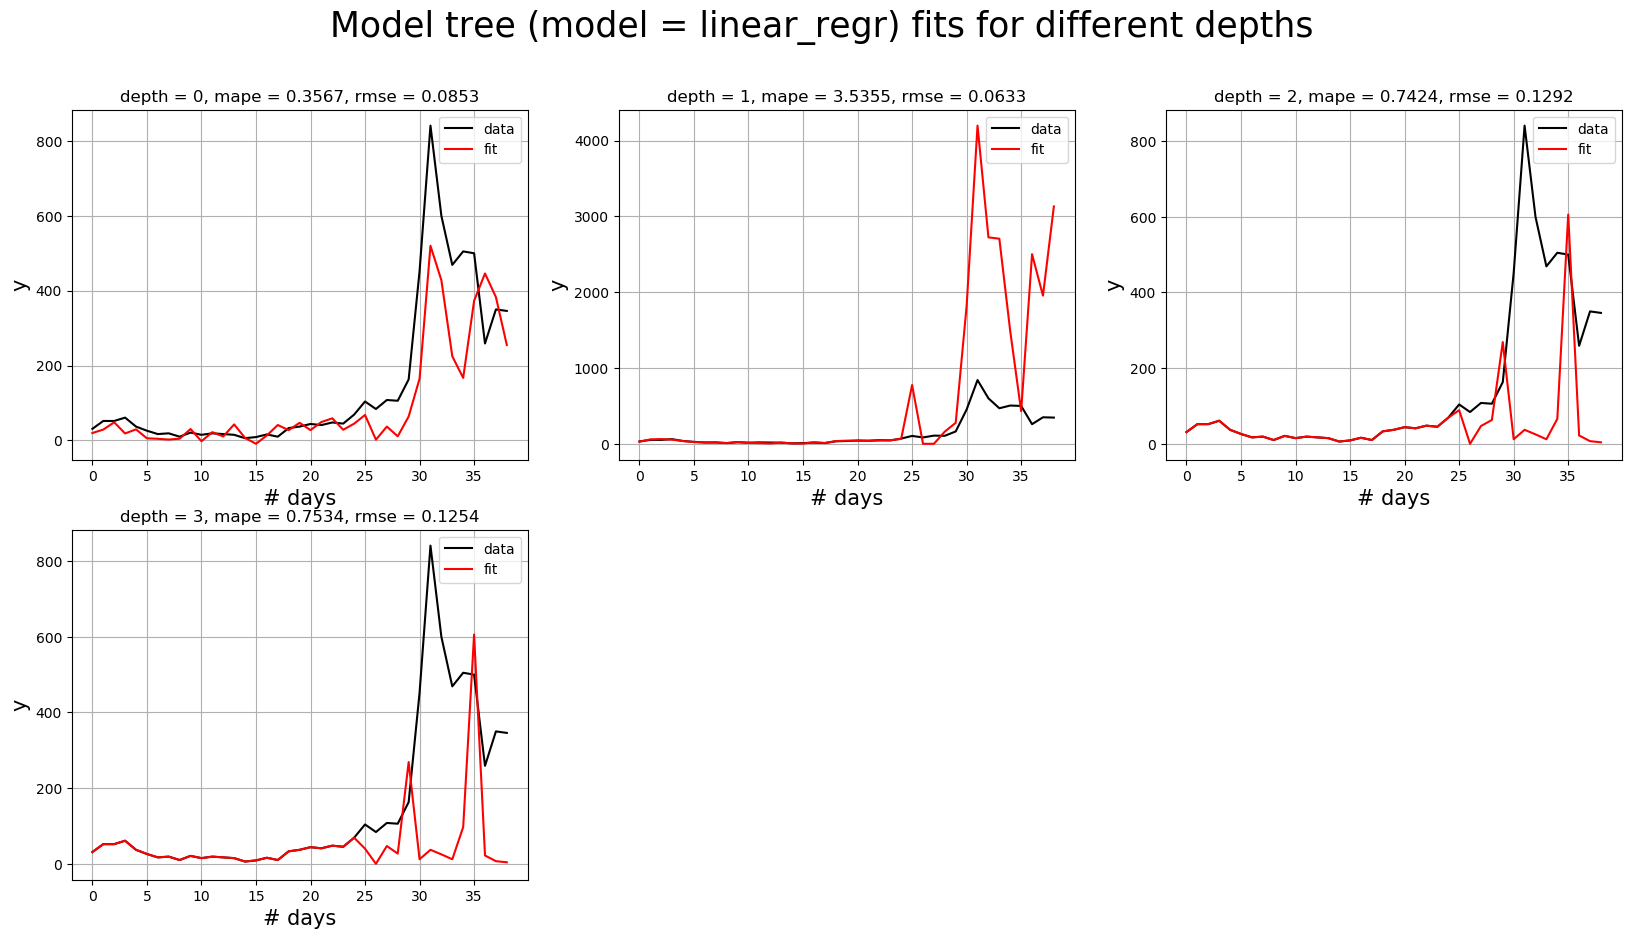 Model tree (model = linear_regr) fits for different depths
depth = 0, mape = 0.3567, rmse = 0.0853
data
fit
800
600
400
200
0
y
0 5 10 15 20 25 30 35
# days
depth = 1, mape = 3.5355, rmse = 0.0633
data
fit
4000
3000
2000
1000
0
y
0 5 10 15 20 25 30 35
# days
depth = 2, mape = 0.7424, rmse = 0.1292
data
fit
800
600
400
200
0
y
0 5 10 15 20 25 30 35
# days
depth = 3, mape = 0.7534, rmse = 0.1254
data
fit
800
600
400
200
0
y
0 5 10 15 20 25 30 35
# days